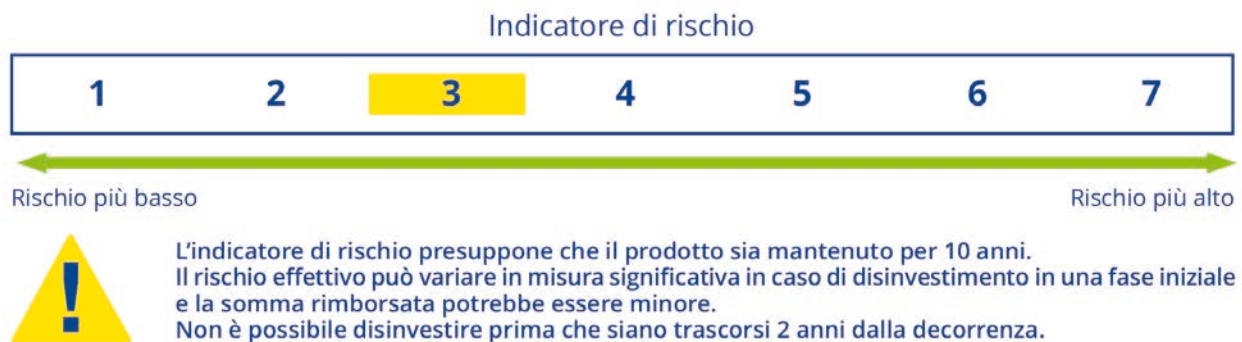 Indicatore di rischio
1 2 3 4 5 6 7
Rischio più basso Rischio più alto
!
L'indicatore di rischio presuppone che il prodotto sia mantenuto per 10 anni.
Il rischio effettivo può variare in misura significativa in caso di disinvestimento in una fase iniziale
e la somma rimborsata potrebbe essere minore.
Non è possibile disinvestire prima che siano trascorsi 2 anni dalla decorrenza.